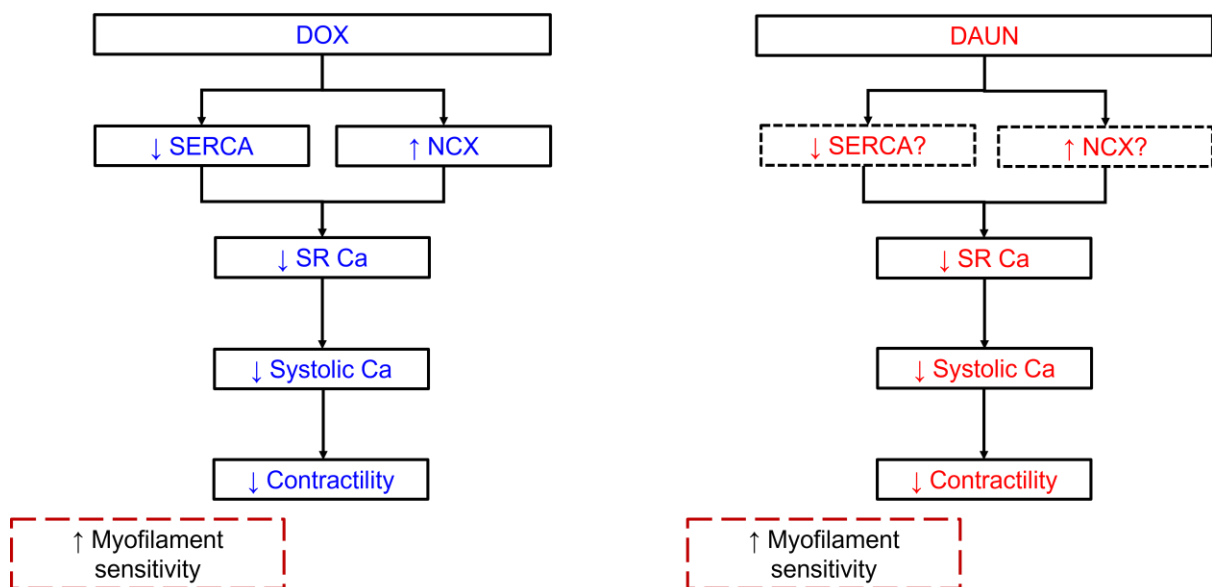 DOX
↓ SERCA
↑ NCX
↓ SR Ca
↓ Systolic Ca
↓ Contractility
↑ Myofilament
sensitivity
DAUN
↓ SERCA?
↑ NCX?
↓ SR Ca
↓ Systolic Ca
↓ Contractility
↑ Myofilament
sensitivity